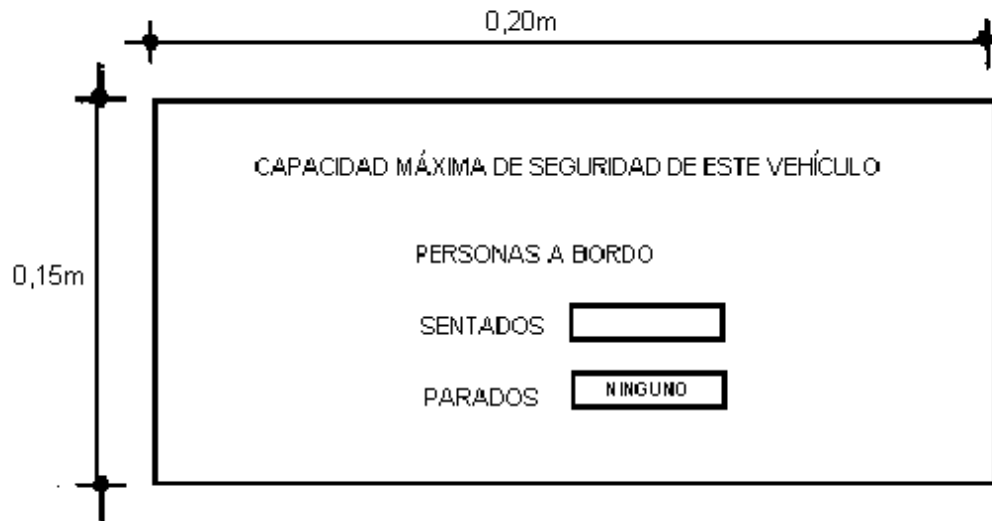 0,20m
CAPACIDAD MÁXIMA DE SEGURIDAD DE ESTE VEHÍCULO
PERSONAS A BORDO
0,15m
SENTADOS
PARADOS NINGUNO